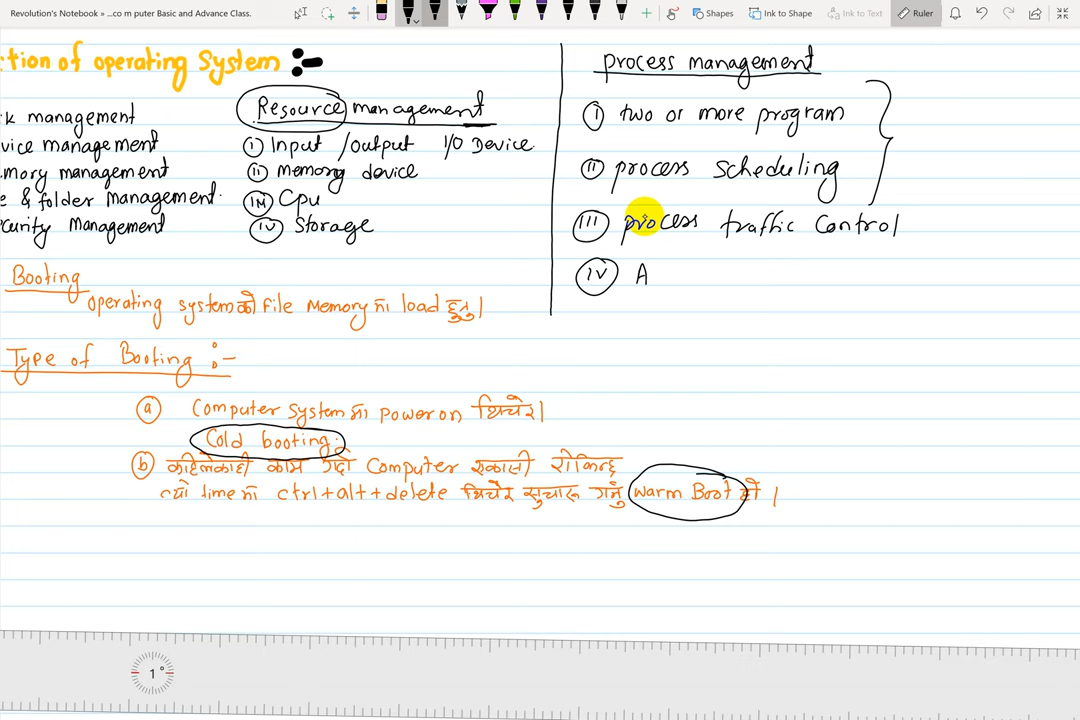 Revolution's Notebook » ...co m puter Basic and Advance Class.
Shapes
Ink to Shape
Ink to Text
Ruler
ction of operating System :-
k management
vice management
mory management
e & folder management.
curity Management
Resource management
(i) Input /output I/O Device.
(ii) memory device
(iii) Cpu
(iv) Storage
process management
(i) two or more program
(ii) process scheduling
(iii) process traffic Control
(iv) A
Booting
operating systemको File Memory मा load हुनु।
Type of Booting :-
(a) Computer System मा power on थिचेर।
Cold booting.
(b) कहिलेकाही काम गर्दा Computer एकासी रोकिन्छ
त्यो time मा ctrl+alt+delete थिचेर सुचारू गर्नु warm Boot हो।
1°